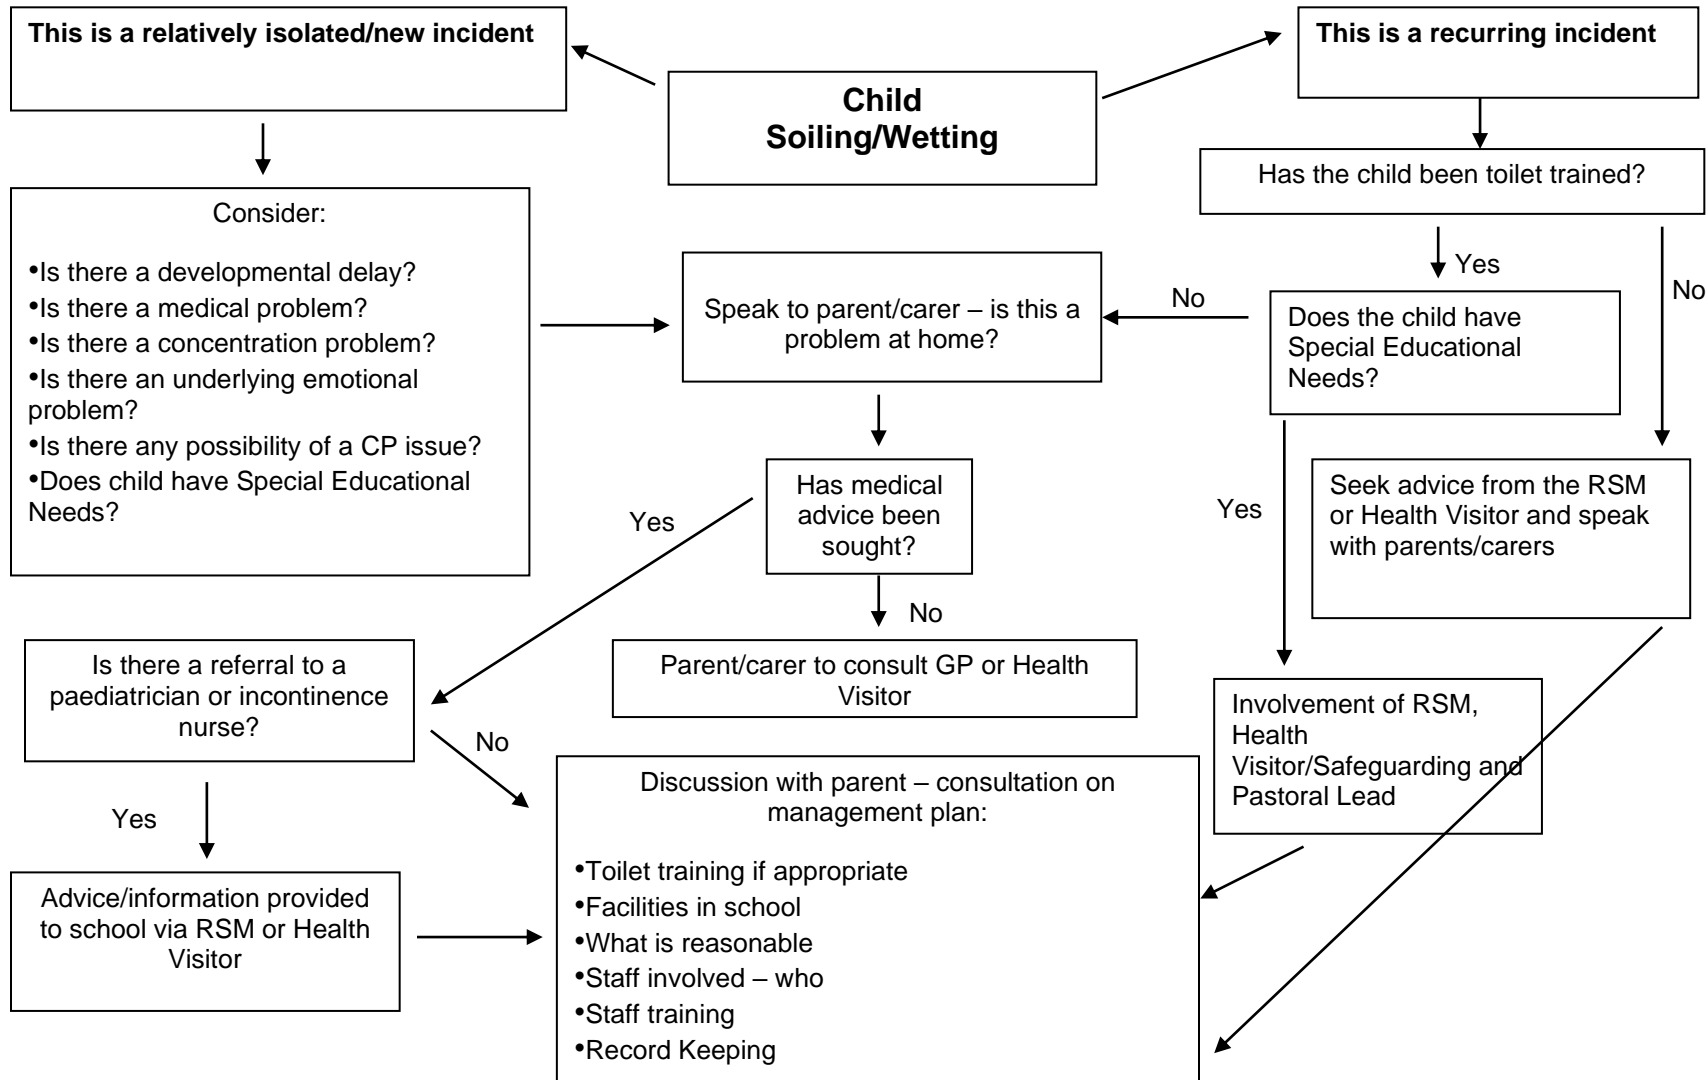 This is a relatively isolated/new incident
This is a recurring incident
Child
Soiling/Wetting
Has the child been toilet trained?
Consider:
•Is there a developmental delay?
•Is there a medical problem?
•Is there a concentration problem?
•Is there an underlying emotional
problem?
•Is there any possibility of a CP issue?
•Does child have Special Educational
Needs?
Speak to parent/carer – is this a
problem at home?
No
Yes
No
Does the child have
Special Educational
Needs?
Has medical
advice been
sought?
Yes
Yes
Seek advice from the RSM
or Health Visitor and speak
with parents/carers
No
Is there a referral to a
paediatrician or incontinence
nurse?
Parent/carer to consult GP or Health
Visitor
Involvement of RSM,
Health
Visitor/Safeguarding and
Pastoral Lead
No
Yes
Discussion with parent – consultation on
management plan:
•Toilet training if appropriate
•Facilities in school
•What is reasonable
•Staff involved – who
•Staff training
•Record Keeping
Advice/information provided
to school via RSM or Health
Visitor